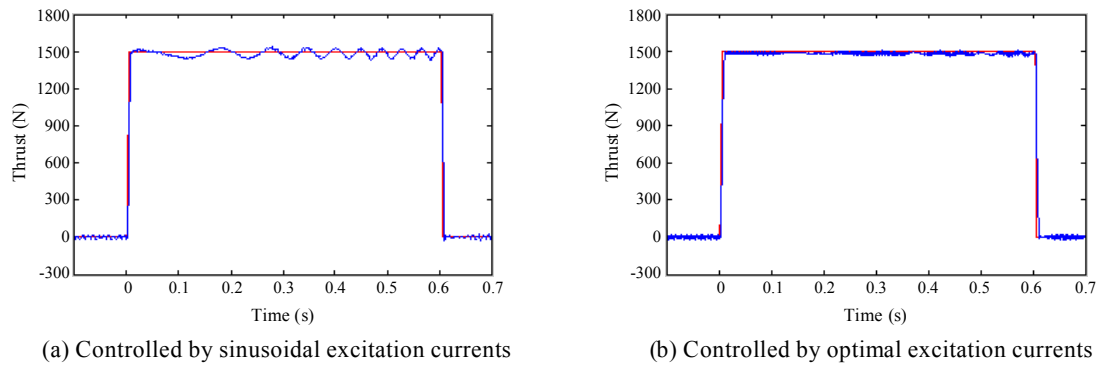 1800
1500
1200
900
600
300
0
-300
Thrust (N)
0 0.1 0.2 0.3 0.4 0.5 0.6 0.7
Time (s)
(a) Controlled by sinusoidal excitation currents
1800
1500
1200
900
600
300
0
-300
Thrust (N)
0 0.1 0.2 0.3 0.4 0.5 0.6 0.7
Time (s)
(b) Controlled by optimal excitation currents